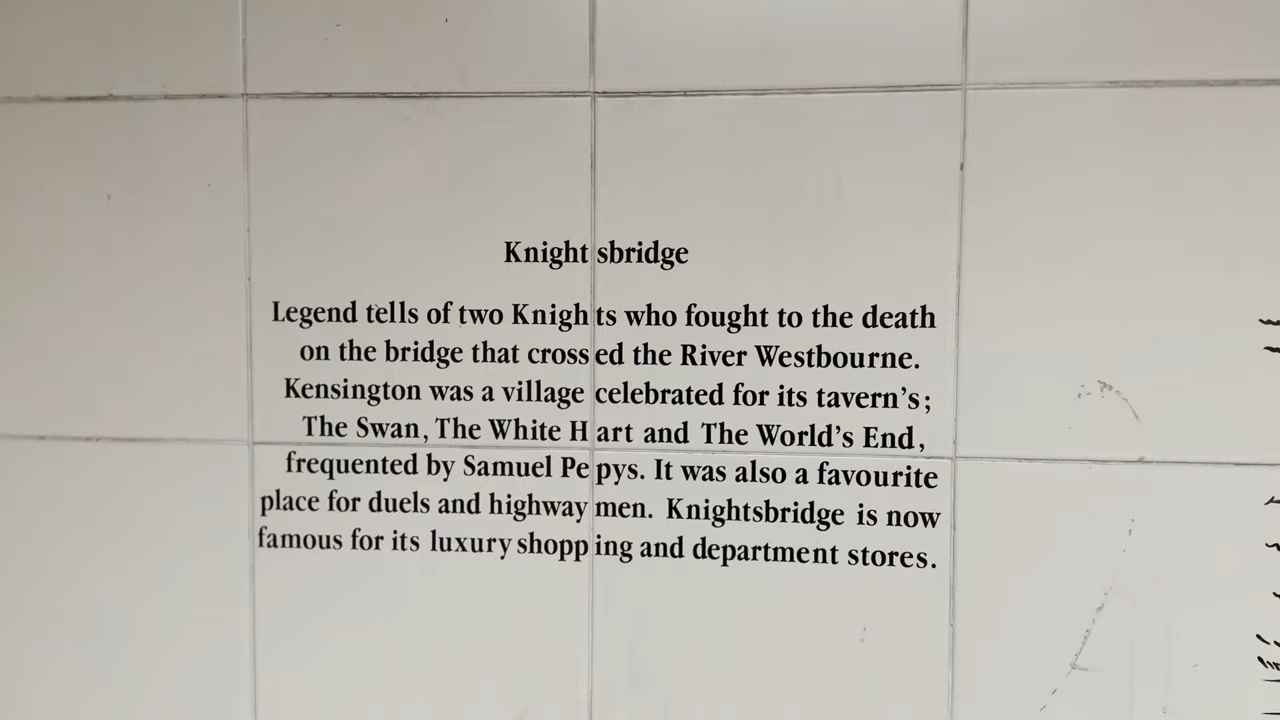 Knightsbridge
Legend tells of two Knights who fought to the death
on the bridge that crossed the River Westbourne.
Kensington was a village celebrated for its tavern's;
The Swan, The White Hart and The World's End,
frequented by Samuel Pepys. It was also a favourite
place for duels and highwaymen. Knightsbridge is now
famous for its luxury shopping and department stores.